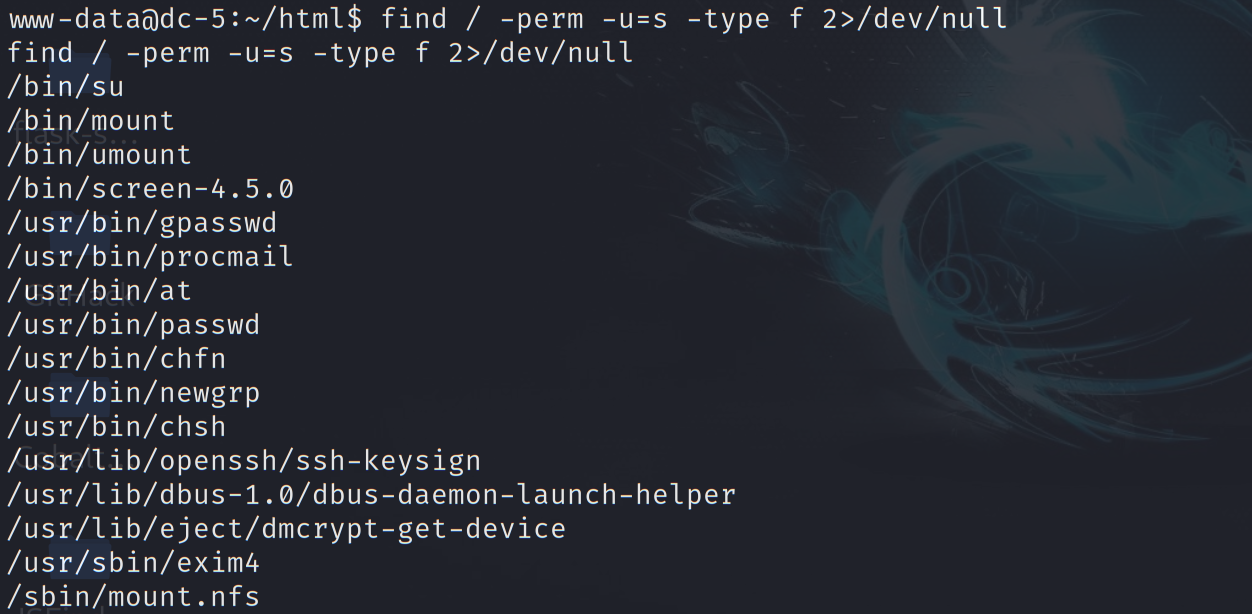 www-data@dc-5:~/html$ find / -perm -u=s -type f 2>/dev/null
find / -perm -u=s -type f 2>/dev/null
/bin/su
/bin/mount
/bin/umount
/bin/screen-4.5.0
/usr/bin/gpasswd
/usr/bin/procmail
/usr/bin/at
/usr/bin/passwd
/usr/bin/chfn
/usr/bin/newgrp
/usr/bin/chsh
/usr/lib/openssh/ssh-keysign
/usr/lib/dbus-1.0/dbus-daemon-launch-helper
/usr/lib/eject/dmcrypt-get-device
/usr/sbin/exim4
/sbin/mount.nfs